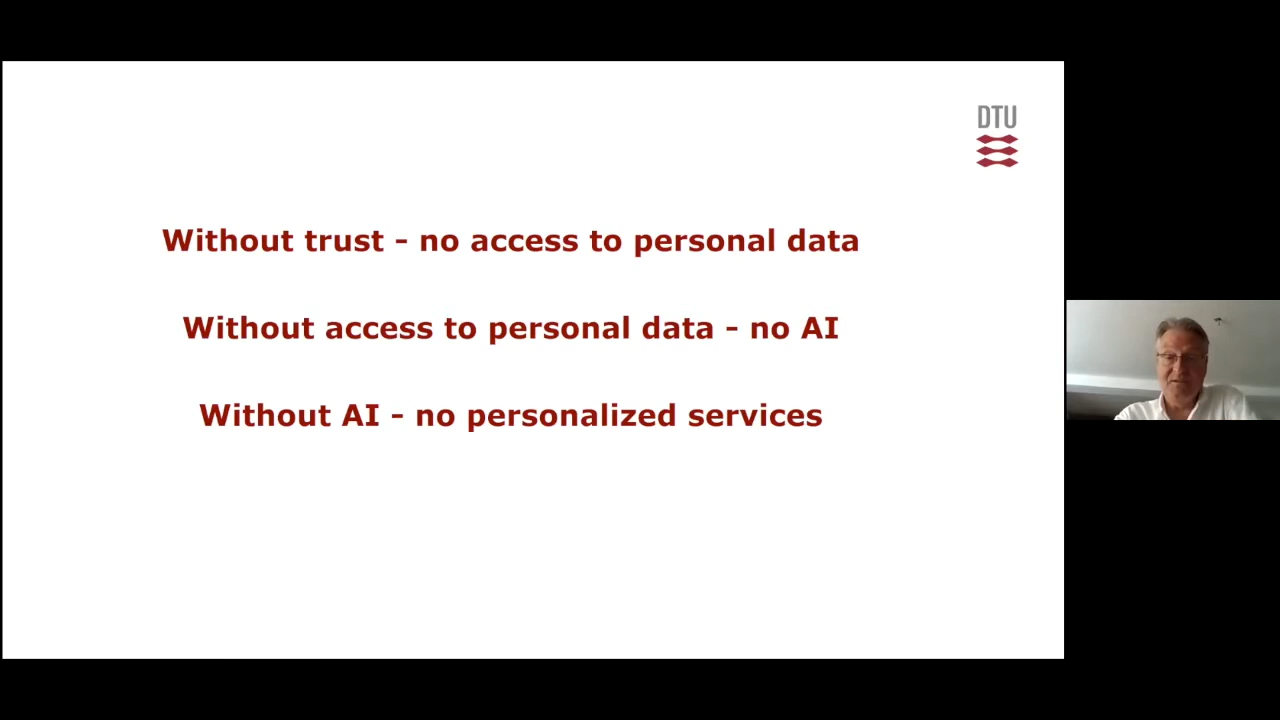 DTU
Without trust - no access to personal data
Without access to personal data - no AI
Without AI - no personalized services